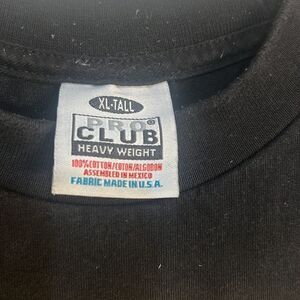 XL-TALL
PRO
CLUB
HEAVY WEIGHT
100%COTTON/COTON/ALGODON
ASSEMBLED IN MEXICO
FABRIC MADE IN U.S.A.